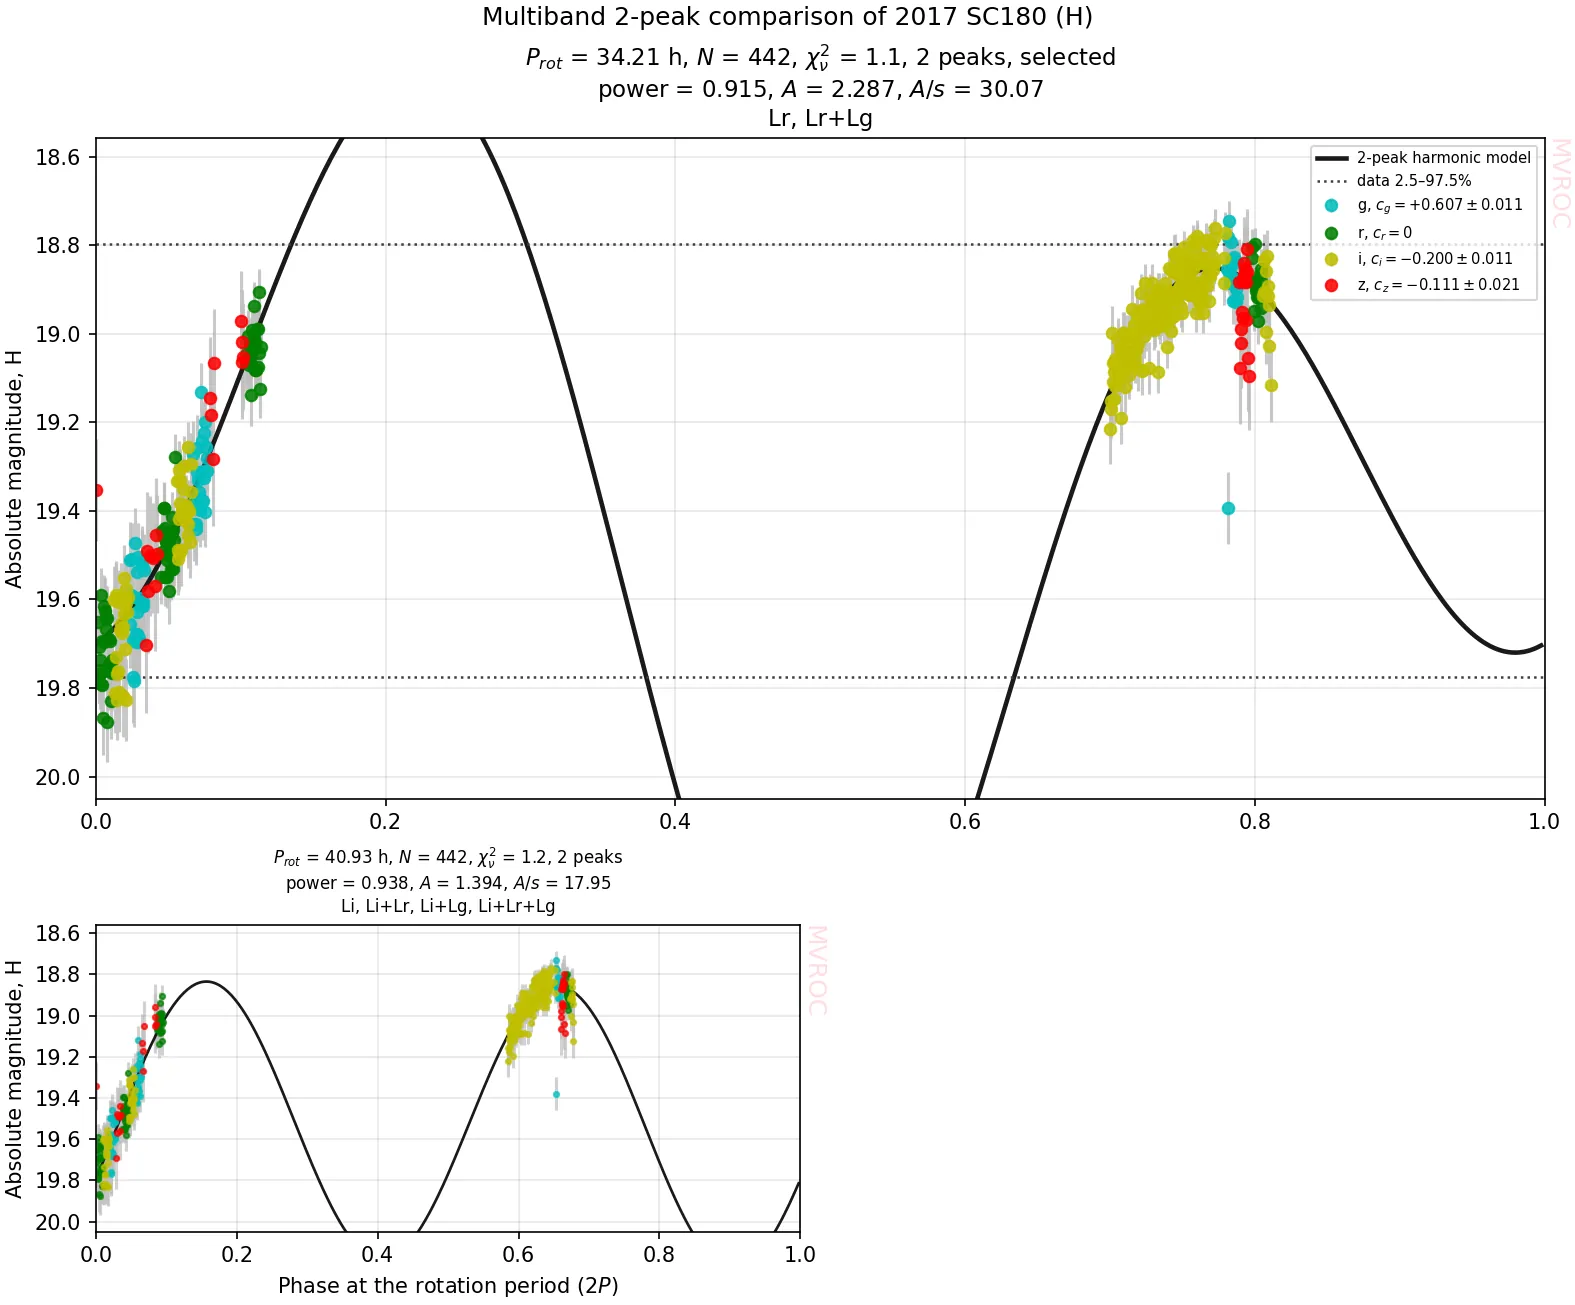 Multiband 2-peak comparison of 2017 SC180 (H)
P_rot = 34.21 h, N = 442, χ²_ν = 1.1, 2 peaks, selected
power = 0.915, A = 2.287, A/s = 30.07
Lr, Lr+Lg
2-peak harmonic model
data 2.5–97.5%
g, c_g = +0.607 ± 0.011
r, c_r = 0
i, c_i = −0.200 ± 0.011
z, c_z = −0.111 ± 0.021
MVROC
Absolute magnitude, H
18.6
18.8
19.0
19.2
19.4
19.6
19.8
20.0
0.0 0.2 0.4 0.6 0.8 1.0
P_rot = 40.93 h, N = 442, χ²_ν = 1.2, 2 peaks
power = 0.938, A = 1.394, A/s = 17.95
Li, Li+Lr, Li+Lg, Li+Lr+Lg
MVROC
Absolute magnitude, H
18.6
18.8
19.0
19.2
19.4
19.6
19.8
20.0
0.0 0.2 0.4 0.6 0.8 1.0
Phase at the rotation period (2P)